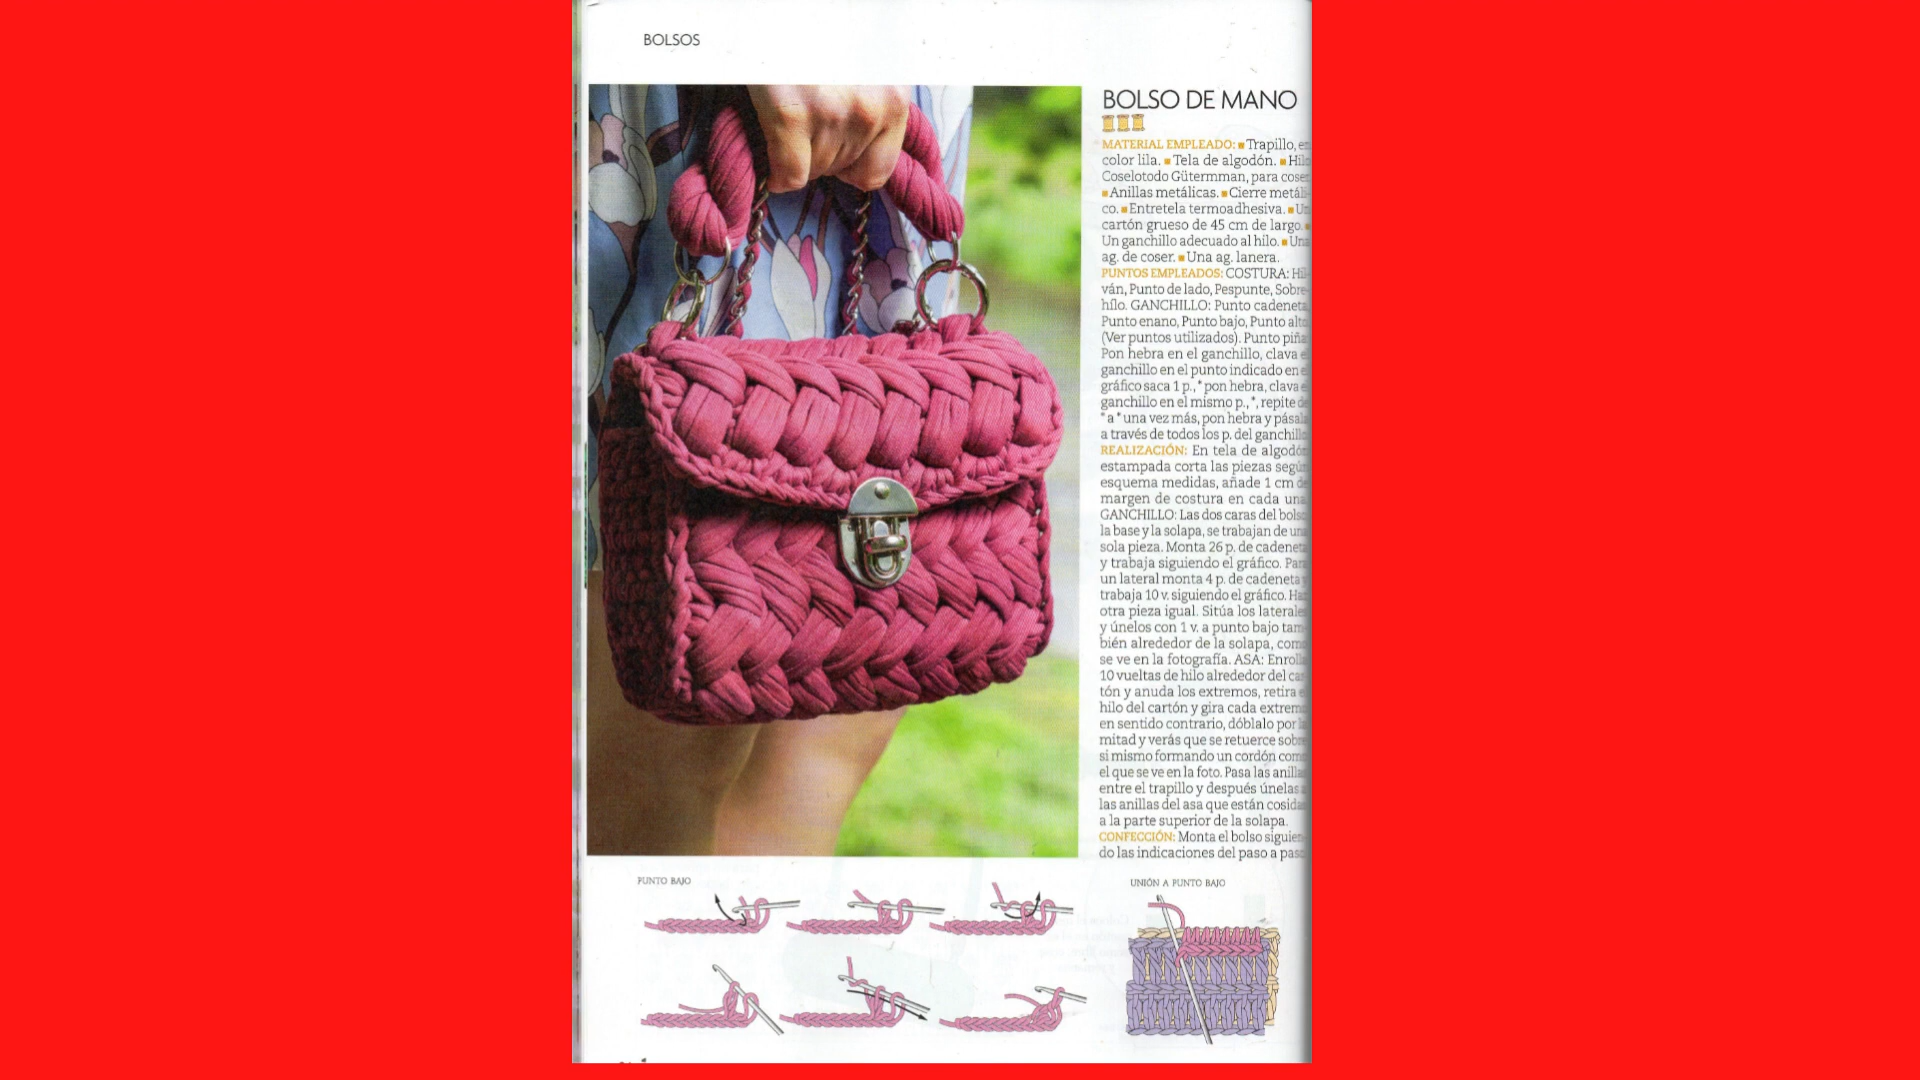 BOLSOS
BOLSO DE MANO
MATERIAL EMPLEADO: ■ Trapillo,
color lila. ■ Tela de algodón. ■
Coselotodo Gütermman, para
■ Anillas metálicas. ■ Cierre metáli-
co. ■ Entretela termoadhesiva. ■
cartón grueso de 45 cm de largo. ■
Un ganchillo adecuado al hilo. ■ Una
ag. de coser. ■ Una ag. lanera.
PUNTOS EMPLEADOS: COSTURA: Hil-
ván, Punto de lado, Pespunte, Sobre-
hílo. GANCHILLO: Punto cadeneta,
Punto enano, Punto bajo, Punto alto.
(Ver puntos utilizados). Punto piña:
Pon hebra en el ganchillo, clava
ganchillo en el punto indicado en
gráfico saca 1 p., * pon hebra, clava
ganchillo en el mismo p., *, repite
* a * una vez más, pon hebra y pásala
a través de todos los p. del ganchillo.
REALIZACIÓN: En tela de algodón
estampada corta las piezas según
esquema medidas, añade 1 cm de
margen de costura en cada una.
GANCHILLO: Las dos caras del bolso
la base y la solapa, se trabajan de una
sola pieza. Monta 26 p. de cadeneta
y trabaja siguiendo el gráfico. Para
un lateral monta 4 p. de cadeneta y
trabaja 10 v. siguiendo el gráfico. Haz
otra pieza igual. Sitúa los laterales
y únelos con 1 v. a punto bajo tam-
bién alrededor de la solapa, como
se ve en la fotografía. ASA: Enrolla
10 vueltas de hilo alrededor del car-
tón y anuda los extremos, retira el
hilo del cartón y gira cada extremo
en sentido contrario, dóblalo por la
mitad y verás que se retuerce sobre
si mismo formando un cordón como
el que se ve en la foto. Pasa las anillas
entre el trapillo y después únelas a
las anillas del asa que están cosidas
a la parte superior de la solapa.
CONFECCIÓN: Monta el bolso siguien-
do las indicaciones del paso a paso
PUNTO BAJO
UNIÓN A PUNTO BAJO